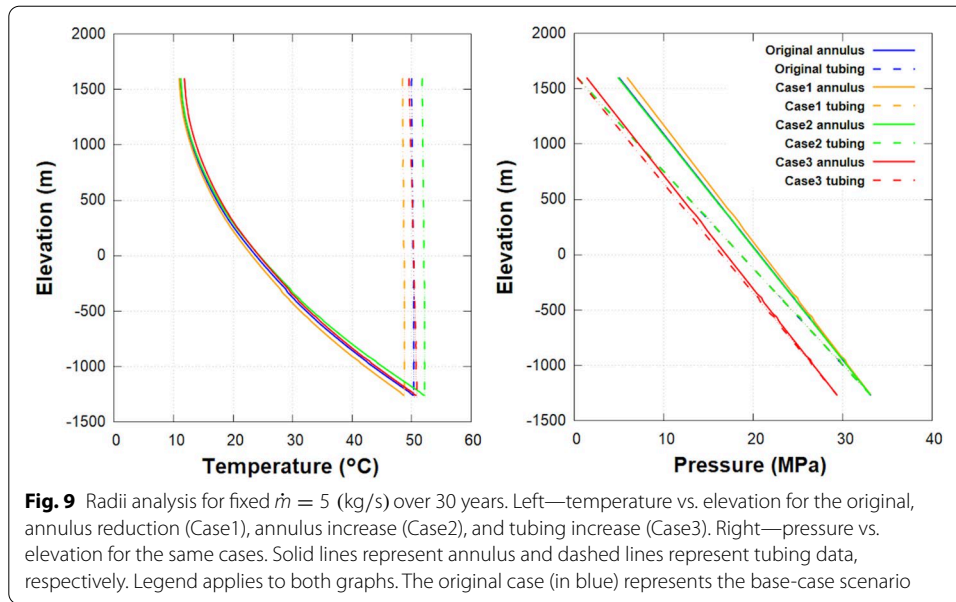 2000
1500
1000
500
0
-500
-1000
-1500
Elevation (m)
0 10 20 30 40 50 60
Temperature (°C)
2000
1500
1000
500
0
-500
-1000
-1500
Elevation (m)
Original annulus
Original tubing
Case1 annulus
Case1 tubing
Case2 annulus
Case2 tubing
Case3 annulus
Case3 tubing
0 10 20 30 40
Pressure (MPa)
Fig. 9 Radii analysis for fixed ṁ = 5 (kg/s) over 30 years. Left—temperature vs. elevation for the original,
annulus reduction (Case1), annulus increase (Case2), and tubing increase (Case3). Right—pressure vs.
elevation for the same cases. Solid lines represent annulus and dashed lines represent tubing data,
respectively. Legend applies to both graphs. The original case (in blue) represents the base-case scenario